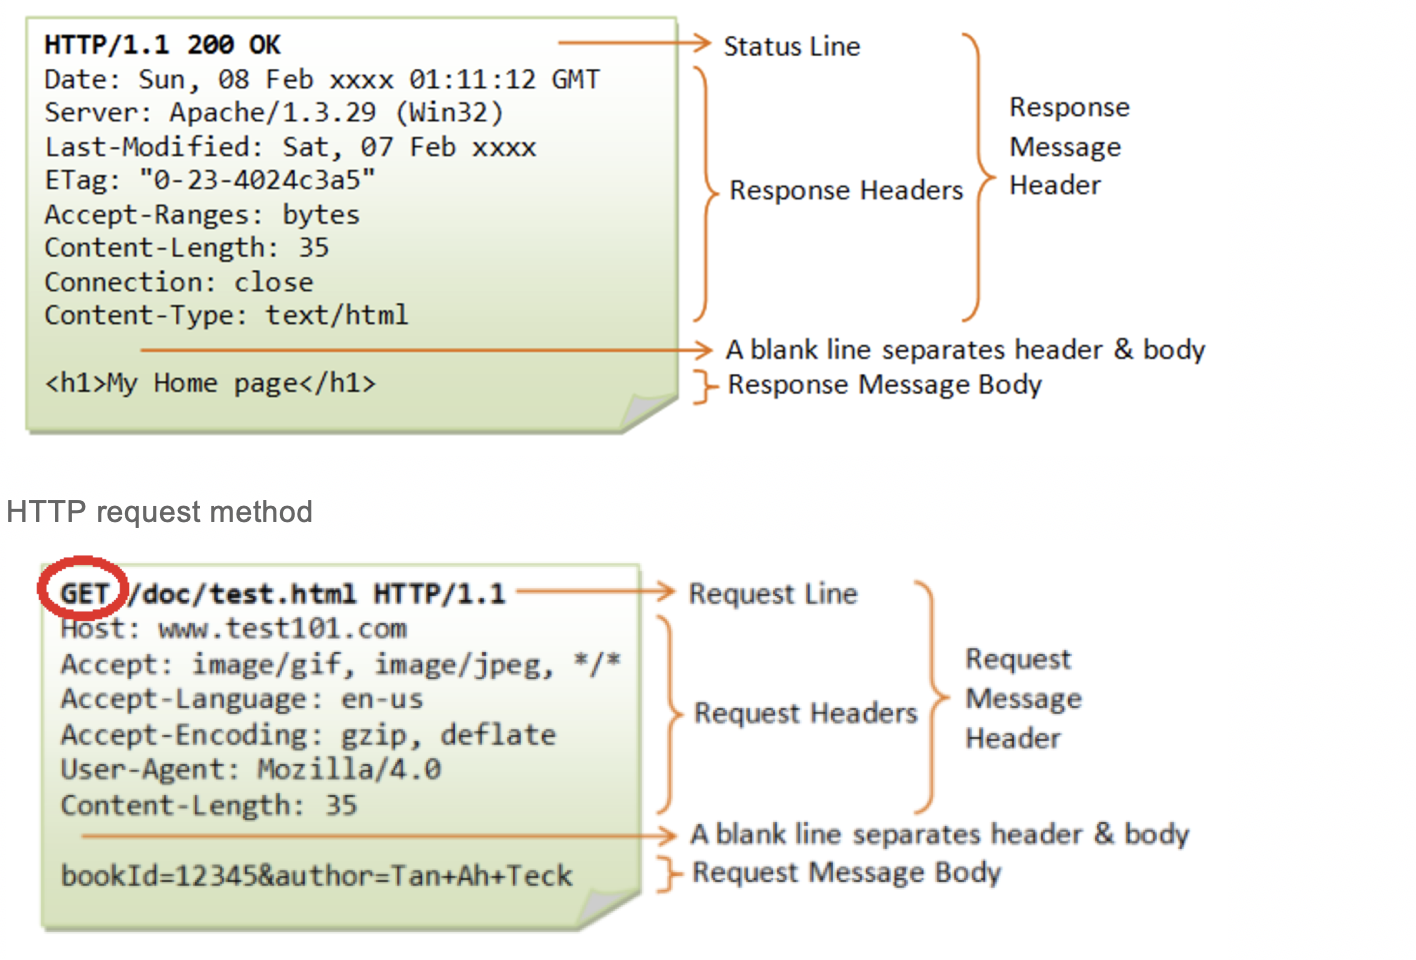 HTTP/1.1 200 OK
Status Line
Date: Sun, 08 Feb xxxx 01:11:12 GMT
Server: Apache/1.3.29 (Win32)
Last-Modified: Sat, 07 Feb xxxx
ETag: "0-23-4024c3a5"
Accept-Ranges: bytes
Content-Length: 35
Connection: close
Content-Type: text/html
Response Headers
Response
Message
Header
A blank line separates header & body
<h1>My Home page</h1>
Response Message Body
HTTP request method
GET /doc/test.html HTTP/1.1
Request Line
Host: www.test101.com
Accept: image/gif, image/jpeg, */*
Accept-Language: en-us
Accept-Encoding: gzip, deflate
User-Agent: Mozilla/4.0
Content-Length: 35
Request Headers
Request
Message
Header
A blank line separates header & body
bookId=12345&author=Tan+Ah+Teck
Request Message Body